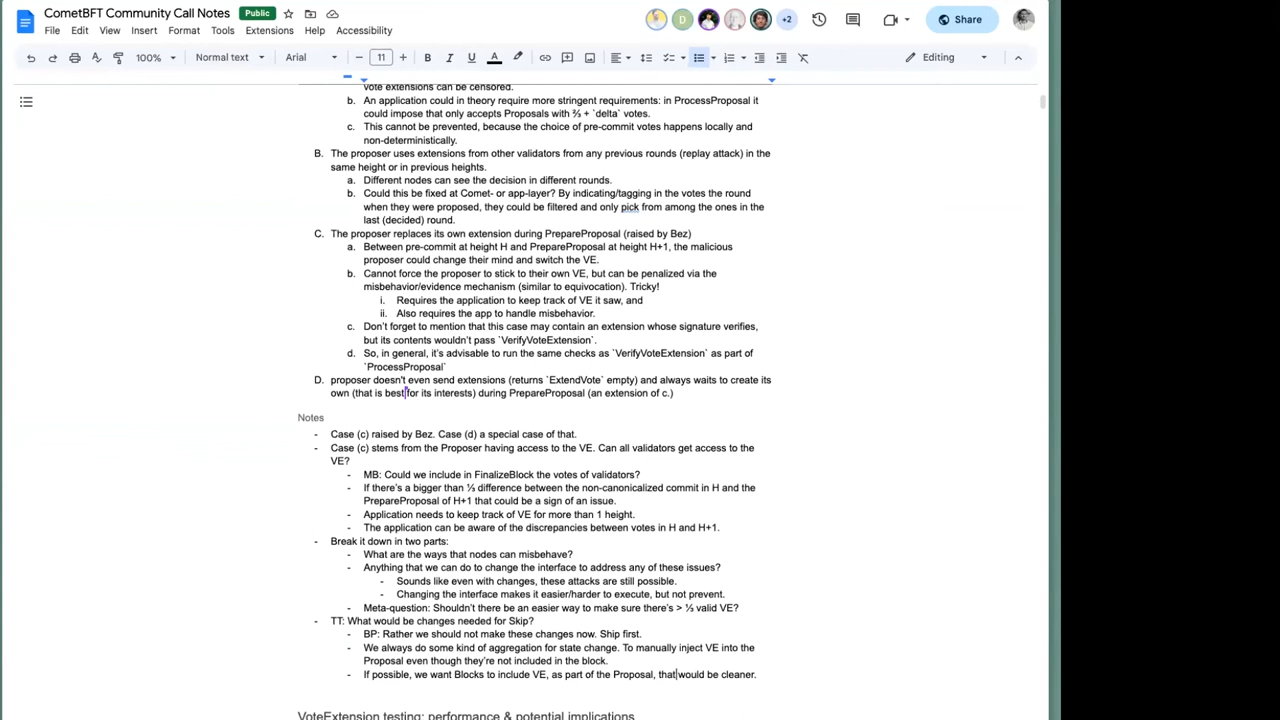 CometBFT Community Call Notes
Public
File Edit View Insert Format Tools Extensions Help Accessibility
D
+2
Share
100%
Normal text
Arial
11
B I U A
Editing
vote extensions can be censored.
b. An application could in theory require more stringent requirements: in ProcessProposal it
could impose that only accepts Proposals with ⅔ + `delta` votes.
c. This cannot be prevented, because the choice of pre-commit votes happens locally and
non-deterministically.
B. The proposer uses extensions from other validators from any previous rounds (replay attack) in the
same height or in previous heights.
a. Different nodes can see the decision in different rounds.
b. Could this be fixed at Comet- or app-layer? By indicating/tagging in the votes the round
when they were proposed, they could be filtered and only pick from among the ones in the
last (decided) round.
C. The proposer replaces its own extension during PrepareProposal (raised by Bez)
a. Between pre-commit at height H and PrepareProposal at height H+1, the malicious
proposer could change their mind and switch the VE.
b. Cannot force the proposer to stick to their own VE, but can be penalized via the
misbehavior/evidence mechanism (similar to equivocation). Tricky!
i. Requires the application to keep track of VE it saw, and
ii. Also requires the app to handle misbehavior.
c. Don't forget to mention that this case may contain an extension whose signature verifies,
but its contents wouldn't pass `VerifyVoteExtension`.
d. So, in general, it's advisable to run the same checks as `VerifyVoteExtension` as part of
`ProcessProposal`
D. proposer doesn't even send extensions (returns `ExtendVote` empty) and always waits to create its
own (that is best for its interests) during PrepareProposal (an extension of c.)
Notes
- Case (c) raised by Bez. Case (d) a special case of that.
- Case (c) stems from the Proposer having access to the VE. Can all validators get access to the
VE?
- MB: Could we include in FinalizeBlock the votes of validators?
- If there's a bigger than ⅓ difference between the non-canonicalized commit in H and the
PrepareProposal of H+1 that could be a sign of an issue.
- Application needs to keep track of VE for more than 1 height.
- The application can be aware of the discrepancies between votes in H and H+1.
- Break it down in two parts:
- What are the ways that nodes can misbehave?
- Anything that we can do to change the interface to address any of these issues?
- Sounds like even with changes, these attacks are still possible.
- Changing the interface makes it easier/harder to execute, but not prevent.
- Meta-question: Shouldn't there be an easier way to make sure there's > ⅓ valid VE?
- TT: What would be changes needed for Skip?
- BP: Rather we should not make these changes now. Ship first.
- We always do some kind of aggregation for state change. To manually inject VE into the
Proposal even though they're not included in the block.
- If possible, we want Blocks to include VE, as part of the Proposal, that would be cleaner.
VoteExtension testing: performance & potential implications